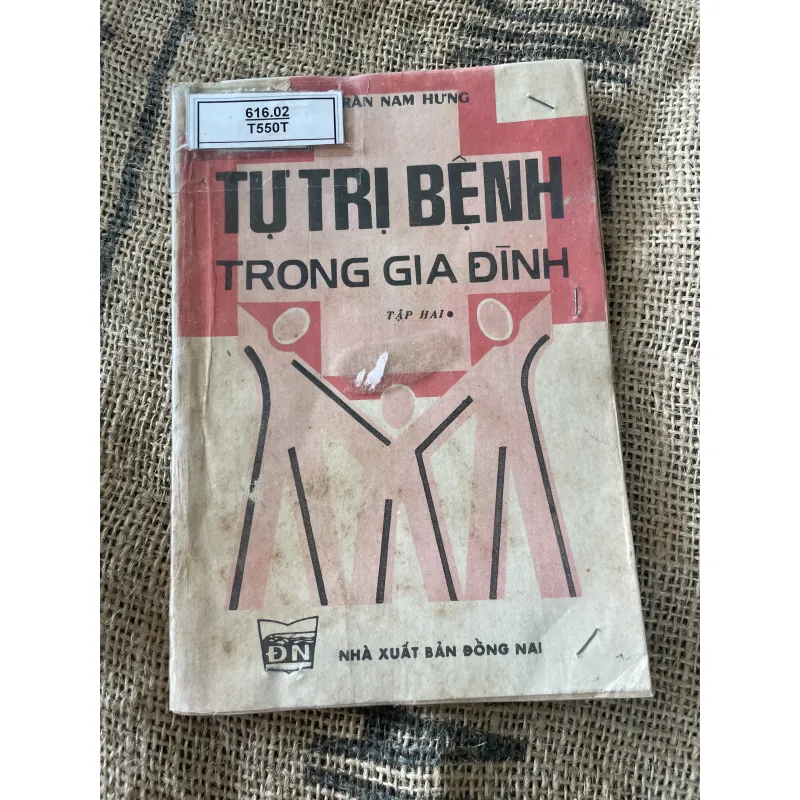 616.02
T550T
RẦN NAM HƯNG
TỰ TRỊ BỆNH
TRONG GIA ĐÌNH
TẬP HAI
ĐN
NHÀ XUẤT BẢN ĐỒNG NAI